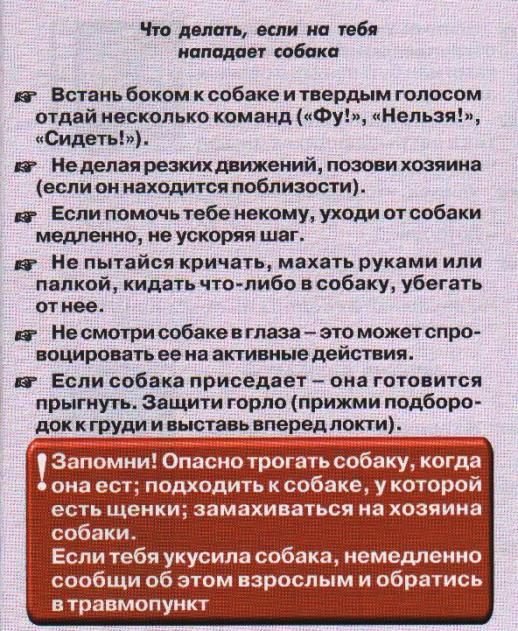 Что делать, если на тебя
нападает собака
☞ Встань боком к собаке и твердым голосом
отдай несколько команд («Фу!», «Нельзя!»,
«Сидеть!»).
☞ Не делая резких движений, позови хозяина
(если он находится поблизости).
☞ Если помочь тебе некому, уходи от собаки
медленно, не ускоряя шаг.
☞ Не пытайся кричать, махать руками или
палкой, кидать что-либо в собаку, убегать
от нее.
☞ Не смотри собаке в глаза – это может спро-
воцировать ее на активные действия.
☞ Если собака приседает – она готовится
прыгнуть. Защити горло (прижми подборо-
док к груди и выставь вперед локти).
! Запомни! Опасно трогать собаку, когда
она ест; подходить к собаке, у которой
есть щенки; замахиваться на хозяина
собаки.
Если тебя укусила собака, немедленно
сообщи об этом взрослым и обратись
в травмопункт